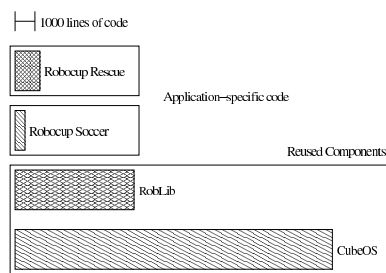 1000 lines of code
Robocup Rescue
Application−specific code
Robocup Soccer
Reused Components
RobLib
CubeOS